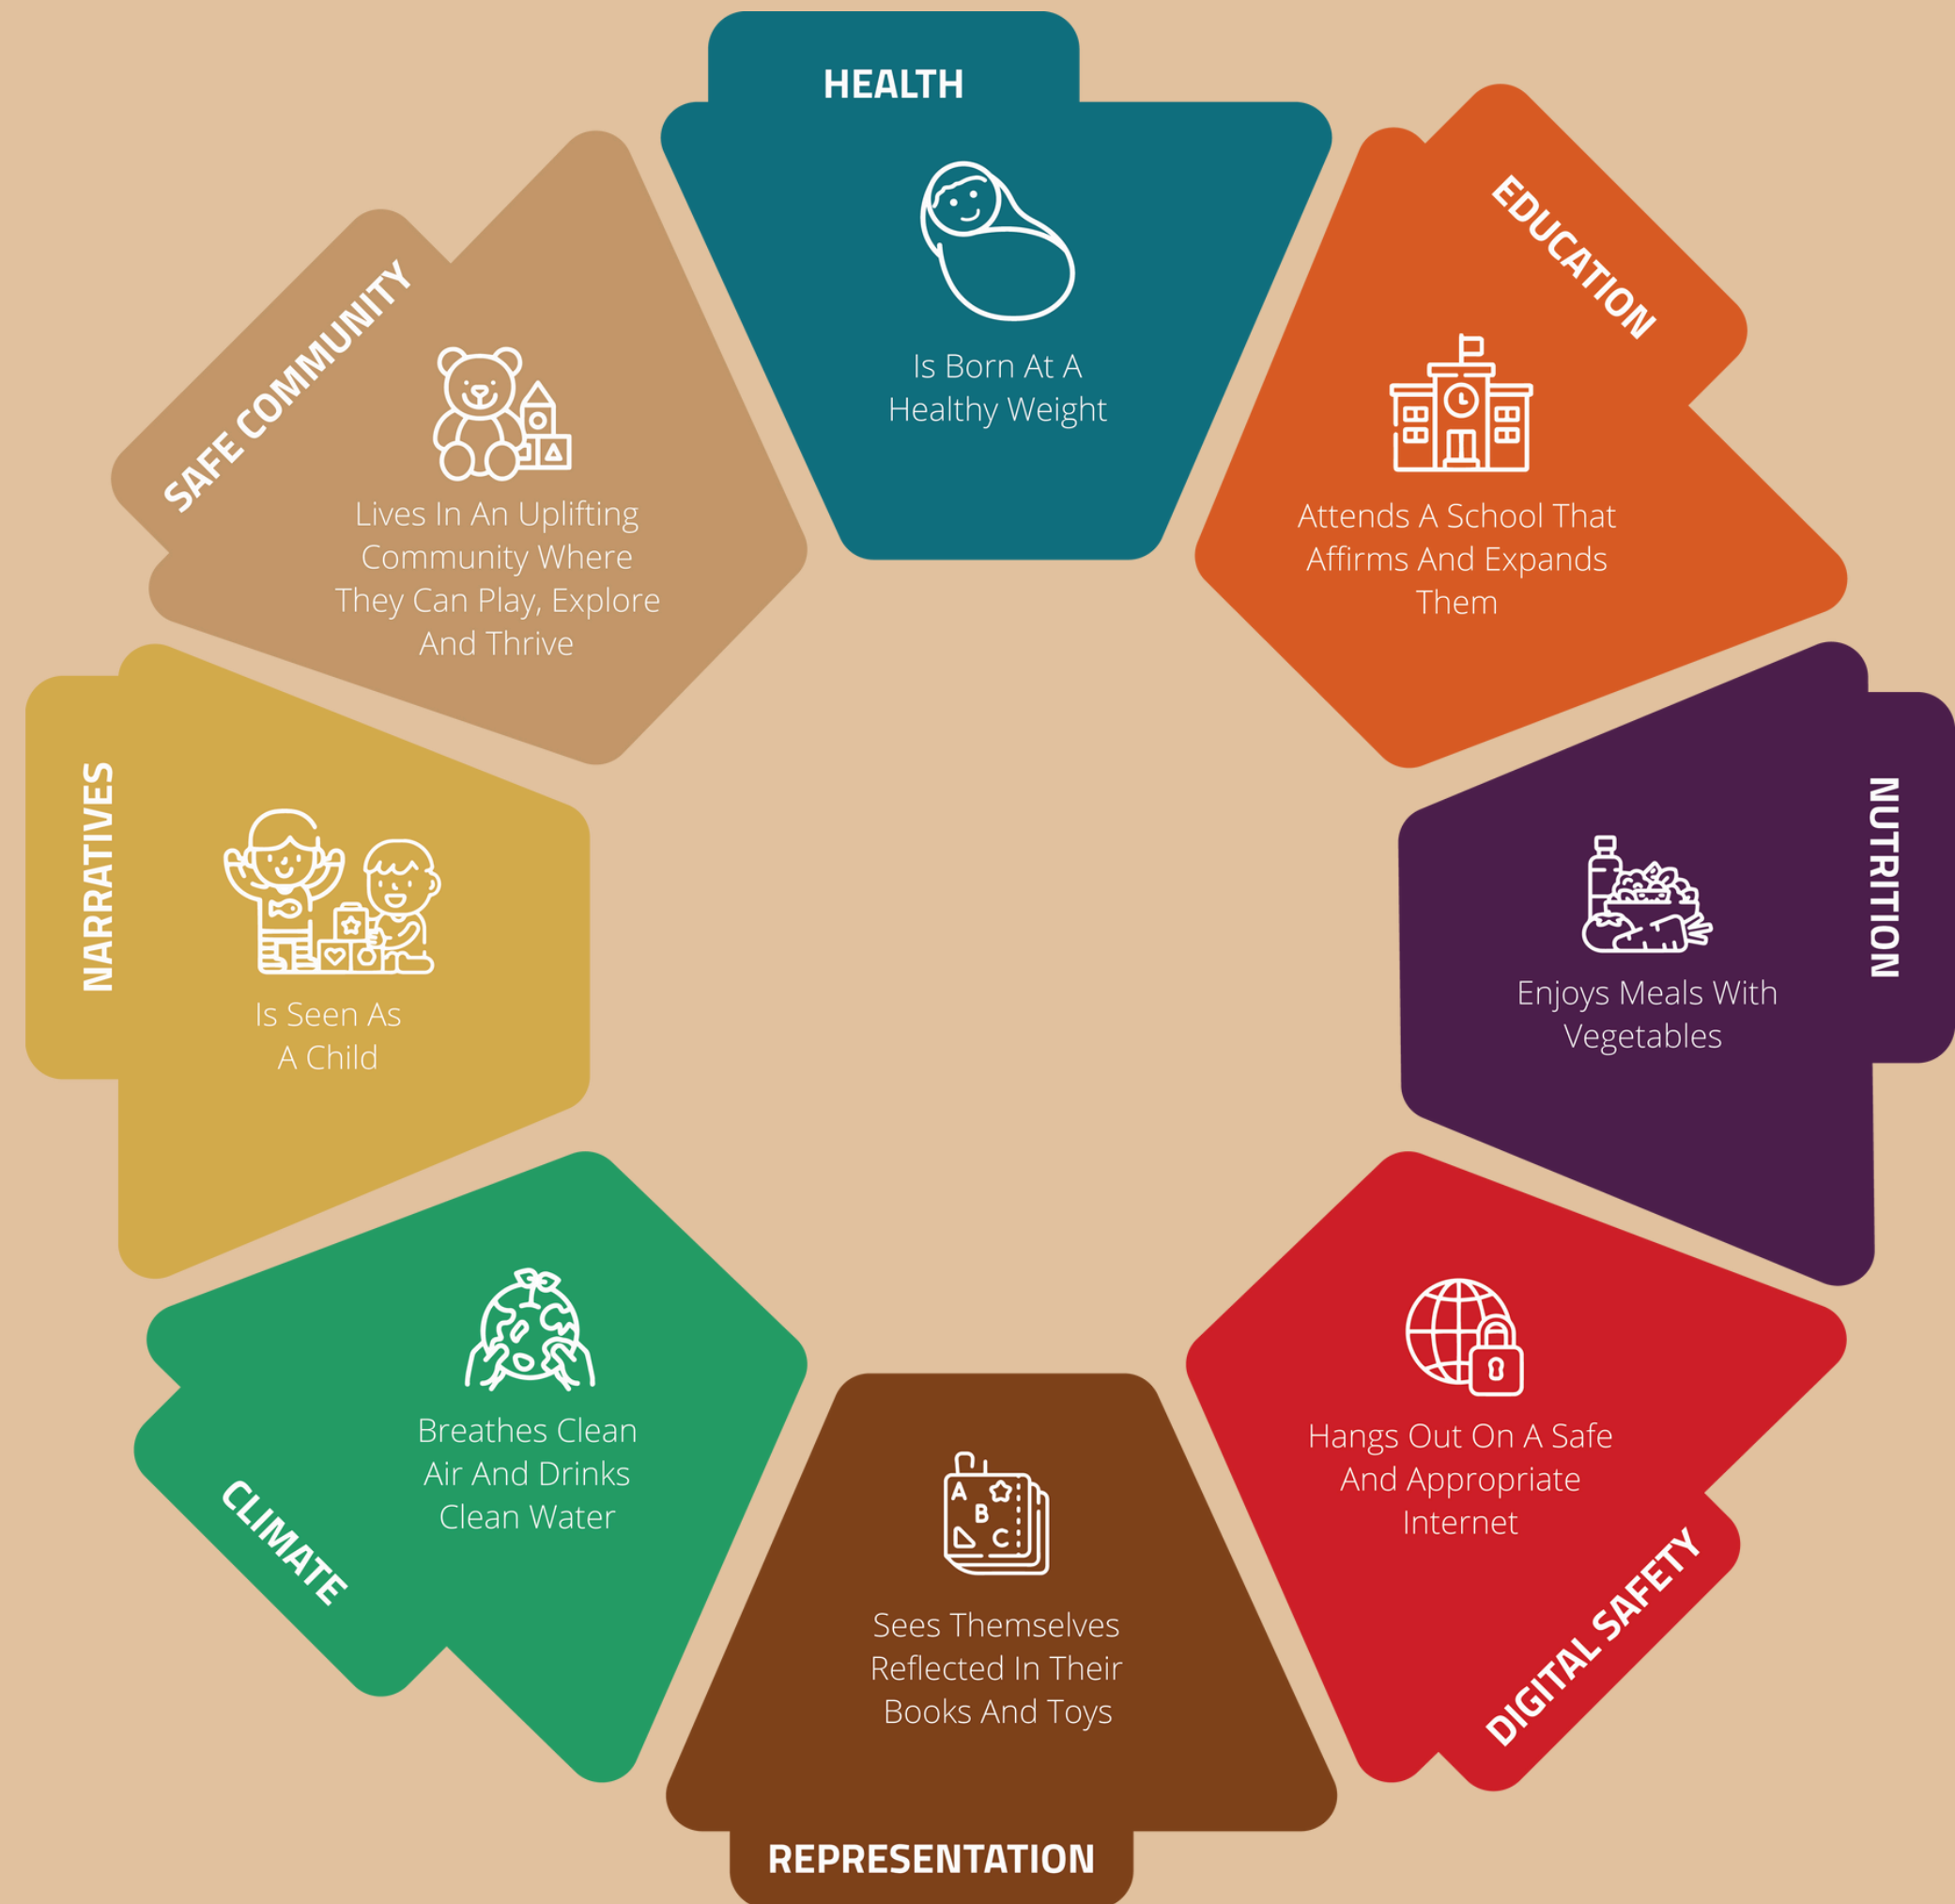 HEALTH
Is Born At A
Healthy Weight
EDUCATION
Attends A School That
Affirms And Expands
Them
NUTRITION
Enjoys Meals With
Vegetables
DIGITAL SAFETY
Hangs Out On A Safe
And Appropriate
Internet
REPRESENTATION
A
B
C
Sees Themselves
Reflected In Their
Books And Toys
CLIMATE
Breathes Clean
Air And Drinks
Clean Water
NARRATIVES
Is Seen As
A Child
SAFE COMMUNITY
Lives In An Uplifting
Community Where
They Can Play, Explore
And Thrive